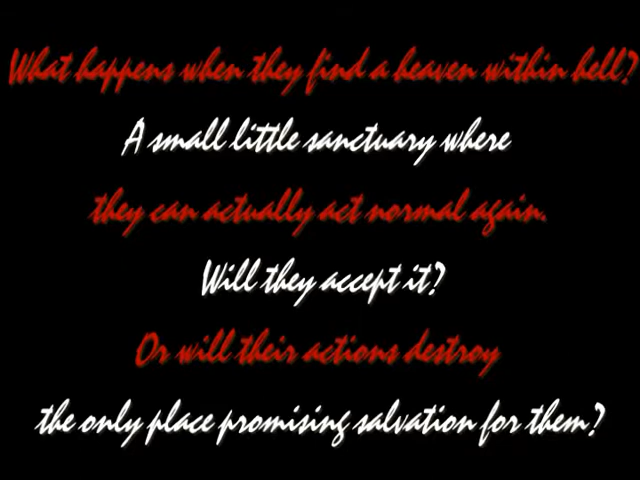 What happens when they find a heaven within hell?
A small little sanctuary where
they can actually act normal again.
Will they accept it?
Or will their actions destroy
the only place promising salvation for them?